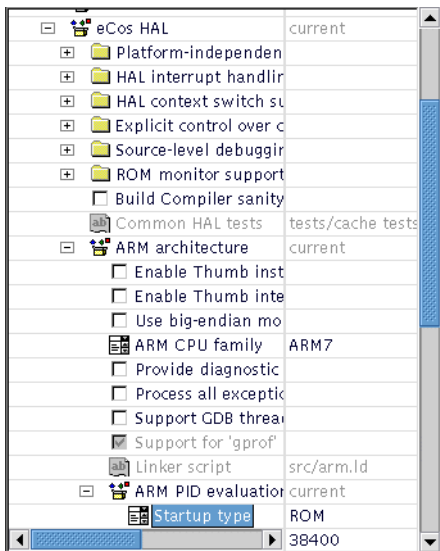 eCos HAL current
Platform-independen
HAL interrupt handlin
HAL context switch su
Explicit control over c
Source-level debuggin
ROM monitor support
Build Compiler sanity
Common HAL tests tests/cache tests
ARM architecture current
Enable Thumb inst
Enable Thumb inte
Use big-endian mo
ARM CPU family ARM7
Provide diagnostic
Process all exceptio
Support GDB threa
Support for 'gprof'
Linker script src/arm.ld
ARM PID evaluation current
Startup type ROM
38400